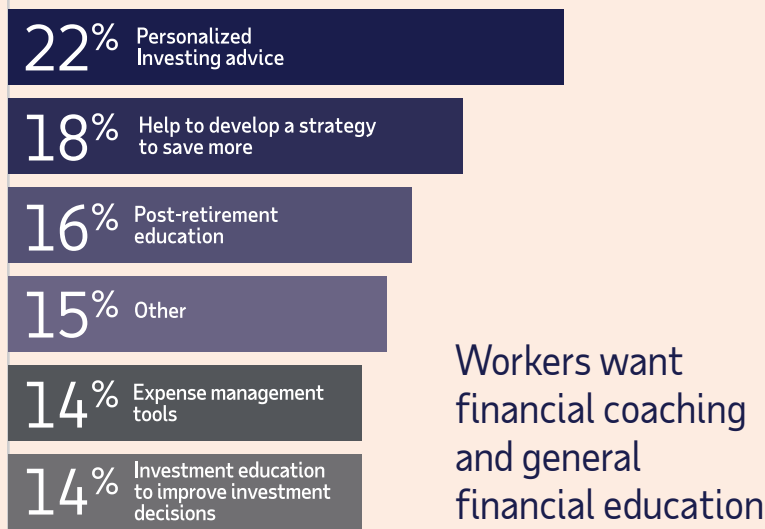 22%
Personalized
Investing advice
18%
Help to develop a strategy
to save more
16%
Post-retirement
education
15%
Other
14%
Expense management
tools
14%
Investment education
to improve investment
decisions
Workers want
financial coaching
and general
financial education